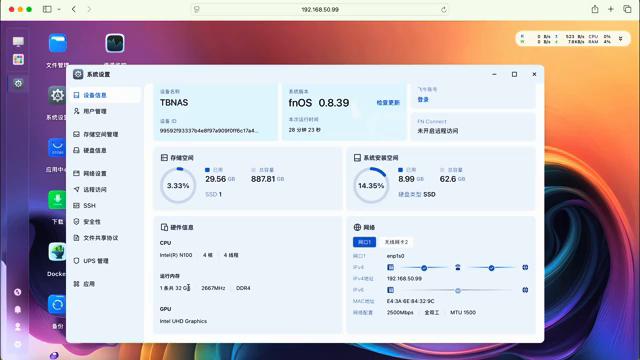 192.168.50.99
R 0 B/s ↑ 523 B/s CPU 0%
W 0 B/s ↓ 7.8KB/s RAM 4%
文件管理
系统设置
设备信息
用户管理
存储空间管理
硬盘信息
网络设置
远程访问
SSH
安全性
文件共享协议
UPS 管理
应用
设备名称
TBNAS
设备 ID
系统版本
fnOS 0.8.39
检查更新
本次运行时间
28 分钟 23 秒
飞牛账号
登录
FN Connect
未开启远程访问
存储空间
3.33%
已用
29.56 GB
总容量
887.81 GB
SSD 1
系统安装空间
14.35%
已用
8.99 GB
总容量
62.6 GB
硬盘类型 SSD
硬件信息
CPU
Intel(R) N100 4 核 4 线程
运行内存
1 条共 32 G 2667MHz DDR4
GPU
Intel UHD Graphics
网络
网口1 无线网卡2
网口1 enp1s0
IPv4
IPv4地址 192.168.50.99
IPv6
MAC地址 E4:3A:6E:84:32:9C
网络配置 2500Mbps 全双工 MTU 1500
应用中
下载
Docke
备份